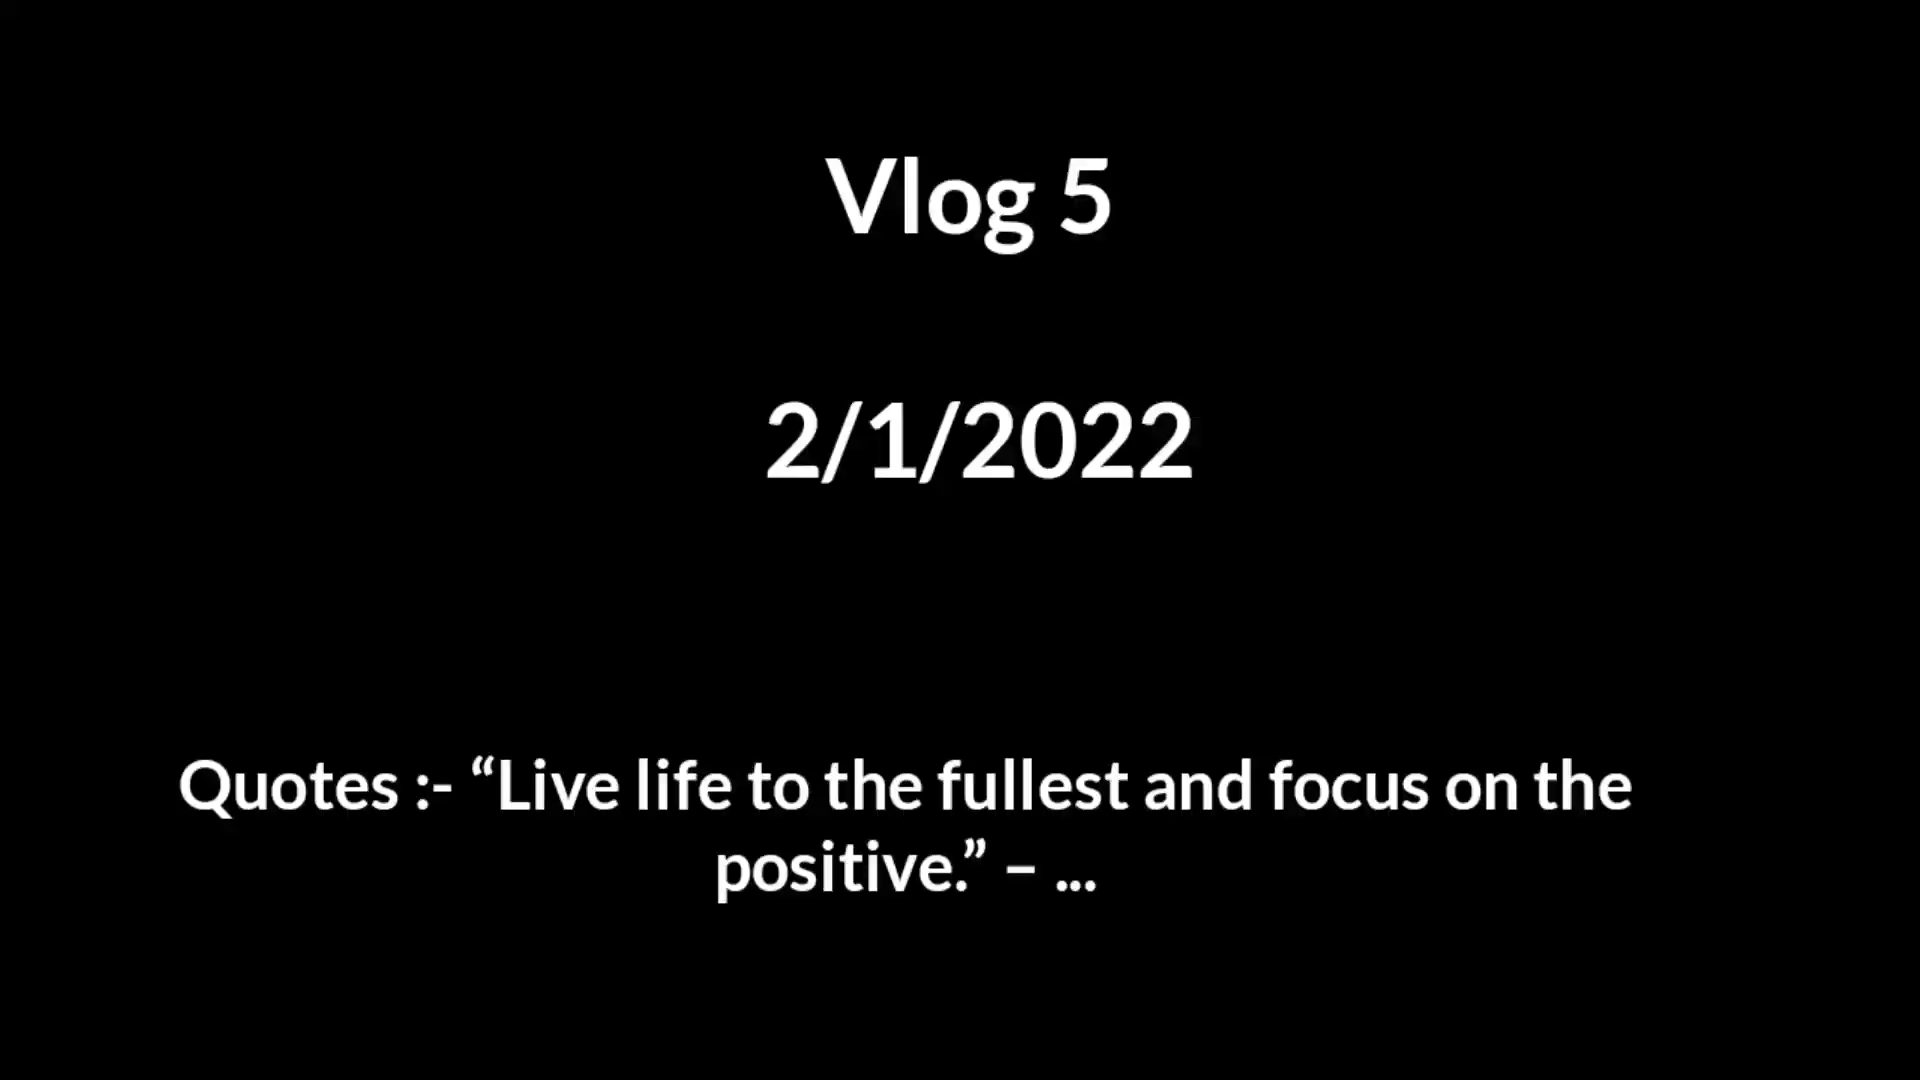 Vlog 5
2/1/2022
Quotes :- “Live life to the fullest and focus on the
positive.” – ...